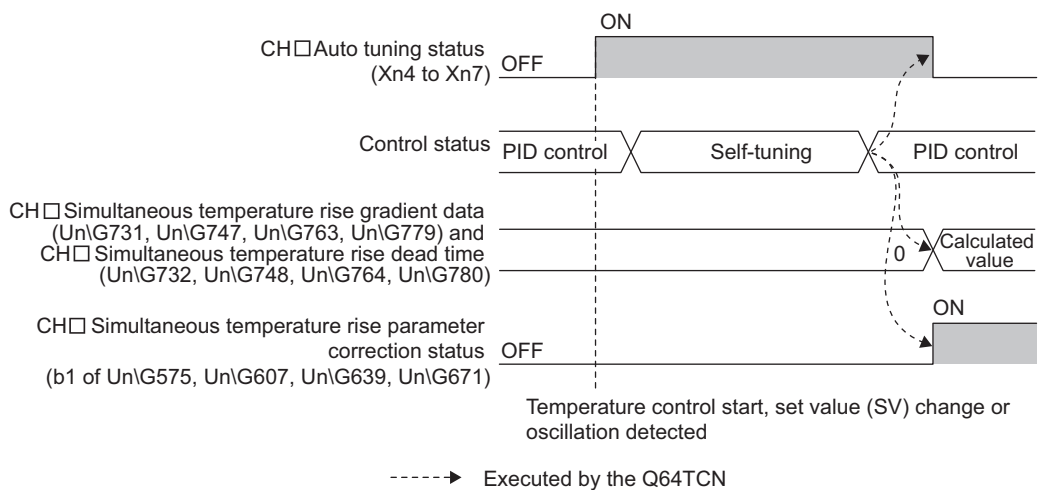 ON
CH□Auto tuning status
(Xn4 to Xn7)
OFF
Control status
PID control
Self-tuning
PID control
CH□Simultaneous temperature rise gradient data
(Un\G731, Un\G747, Un\G763, Un\G779) and
CH□Simultaneous temperature rise dead time
(Un\G732, Un\G748, Un\G764, Un\G780)
0
Calculated
value
ON
CH□ Simultaneous temperature rise parameter
correction status
(b1 of Un\G575, Un\G607, Un\G639, Un\G671)
OFF
Temperature control start, set value (SV) change or
oscillation detected
Executed by the Q64TCN